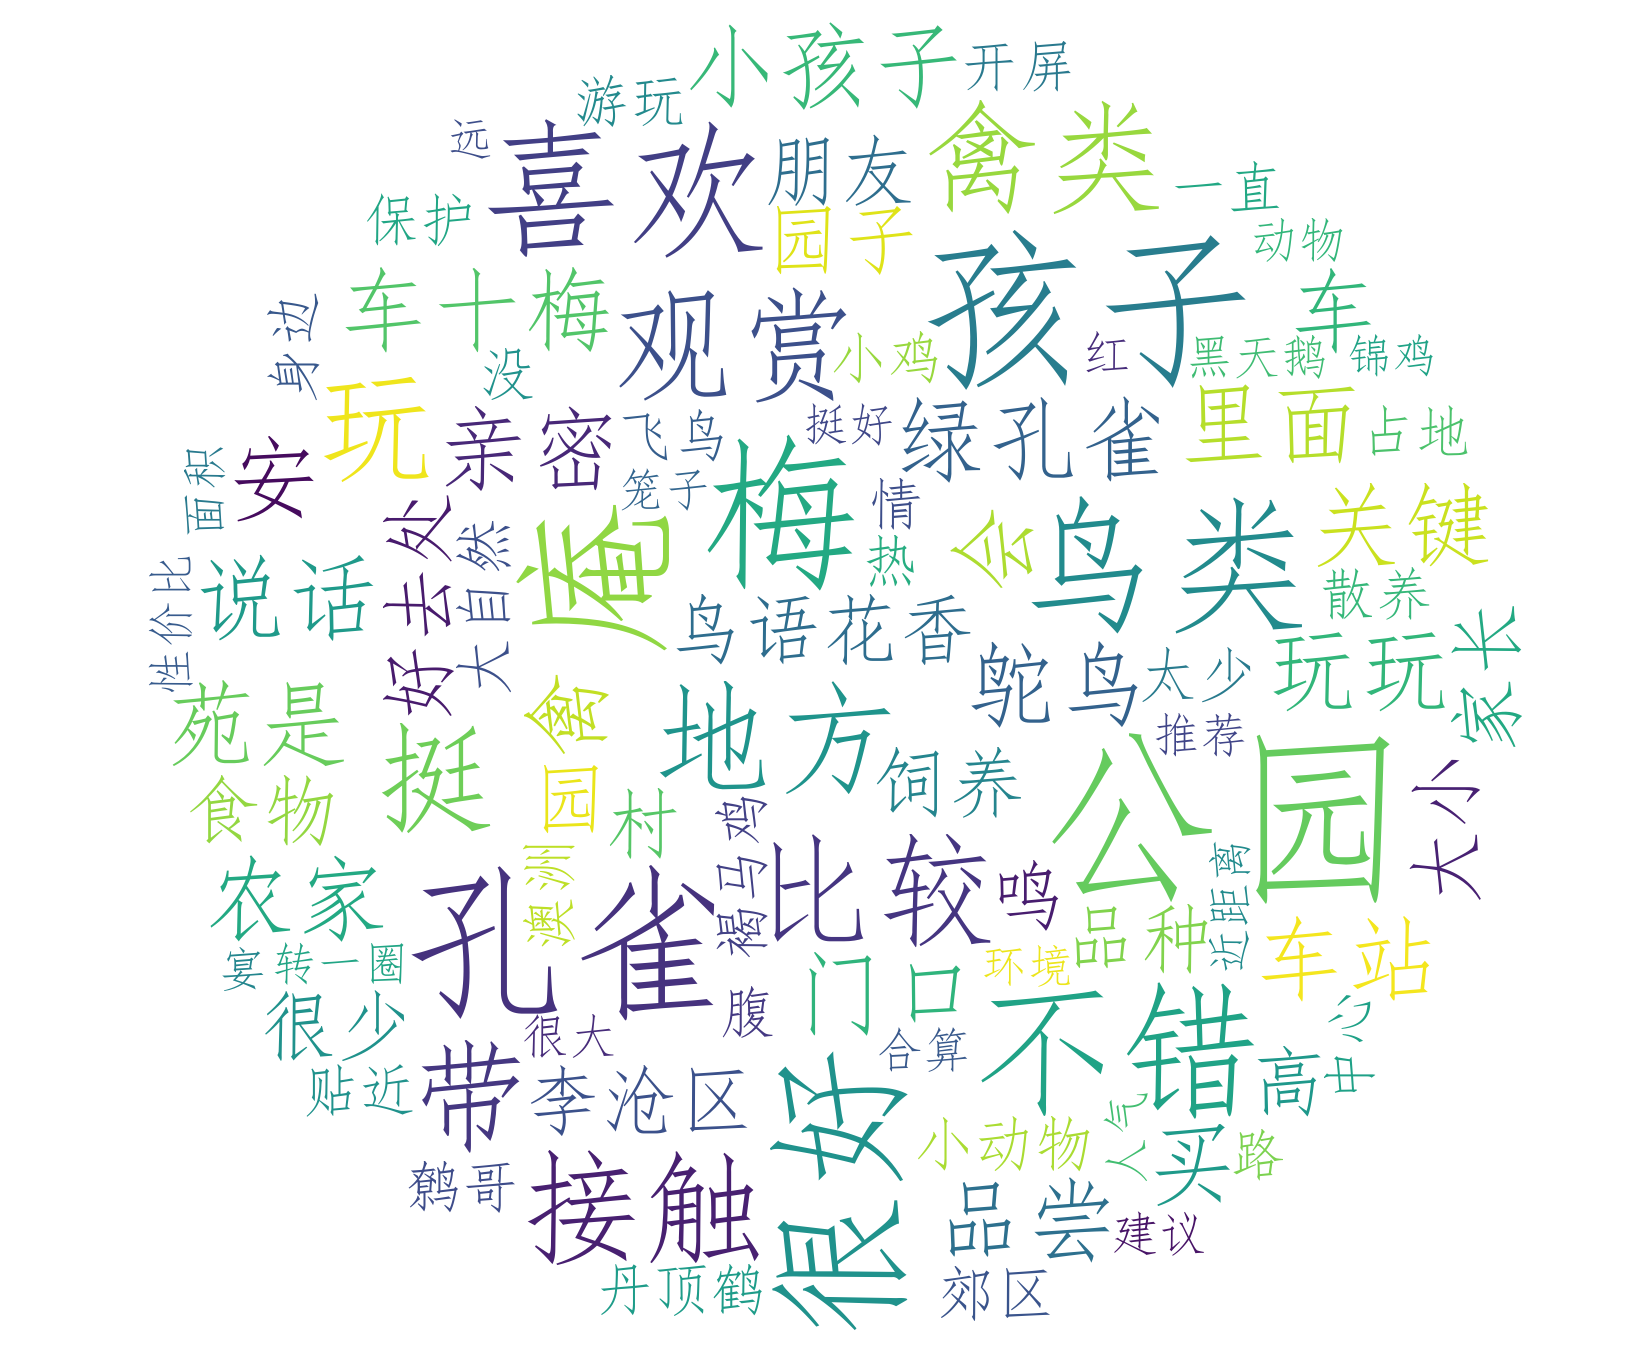 小孩子
开屏
游玩
远
喜欢
朋友
禽类
一直
保护
园子
动物
孩子
车十梅
观赏
车
身边
没
小鸡
红
黑天鹅
锦鸡
玩
亲密
飞鸟
挺好
绿孔雀
里面
占地
安
笼子
梅
情
会
鸟类
关键
面积
好去处
大自然
庵
热
散养
性价比
说话
鸟语花香
鸵鸟
太少
玩玩
家长
苑是
禽
地方
推荐
食物
挺
园
村
饲养
公园
大小
农家
澳洲
孔雀
褐马鸡
比较
鸣
品种
近距离
车站
宴
转一圈
很少
很大
腹
门口
环境
不错
中心
贴近
带
李沧区
合算
高
很好
小动物
人气
买
路
鹩哥
接触
品尝
建议
丹顶鹤
郊区